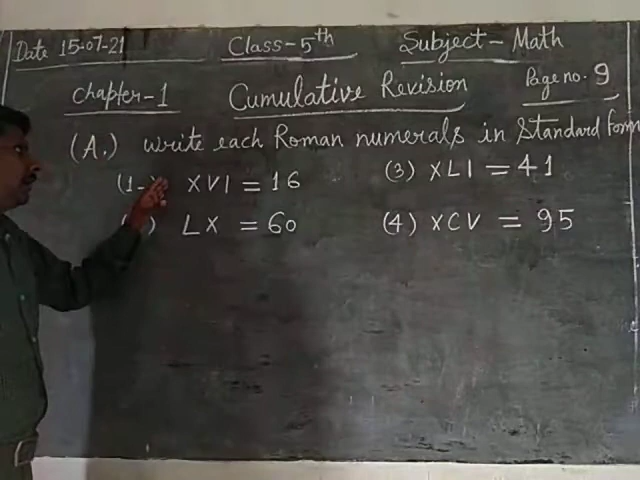 Date 15-07-21 Class-5th Subject- Math
Chapter-1 Cumulative Revision Page no. 9
(A.) write each Roman numerals in Standard form
(1-) XVI = 16 (3) XLI = 41
LX = 60 (4) XCV = 95